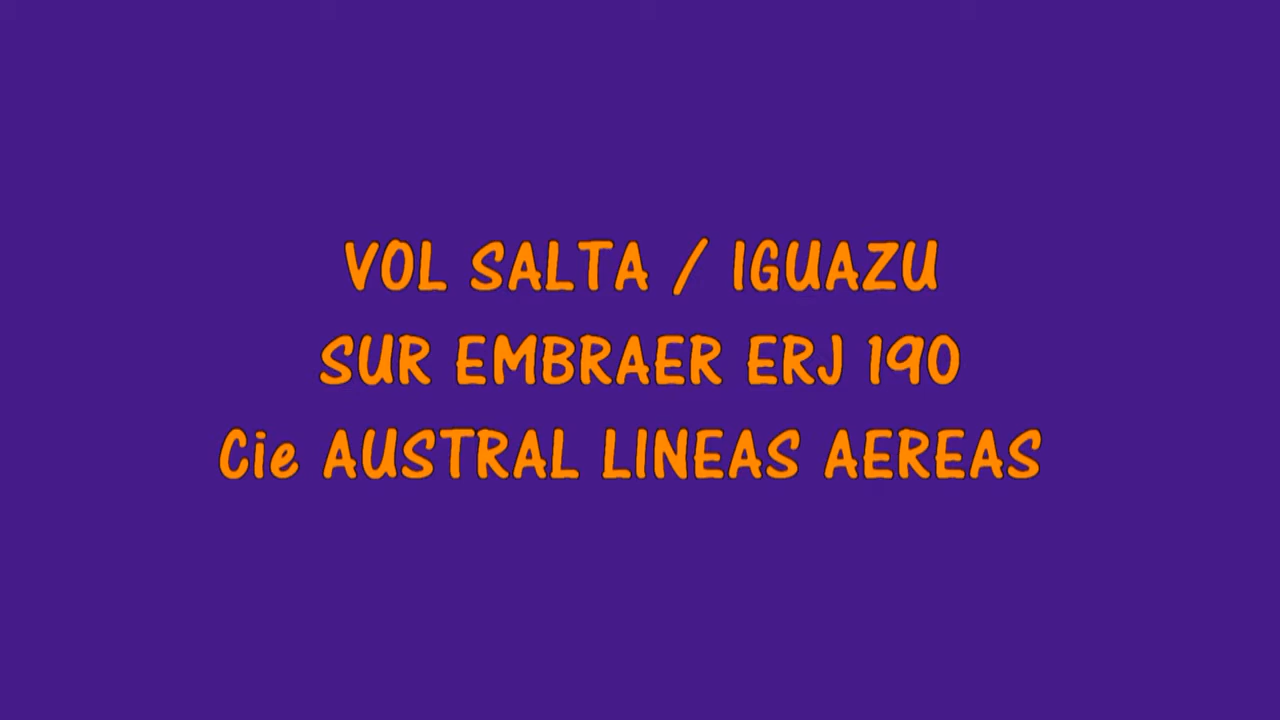 VOL SALTA / IGUAZU
SUR EMBRAER ERJ 190
Cie AUSTRAL LINEAS AEREAS